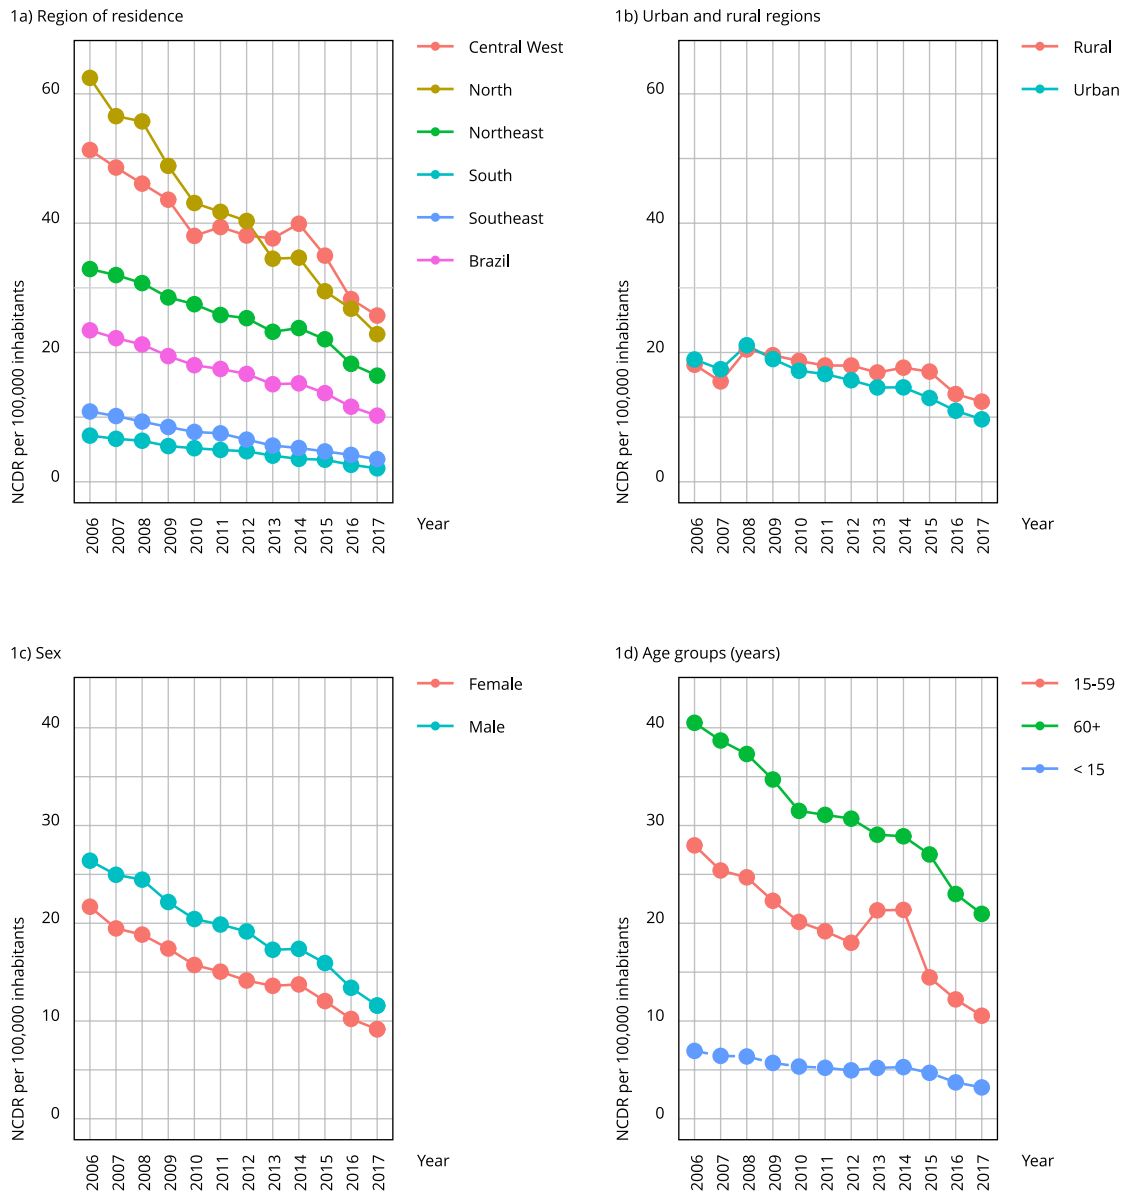 1a) Region of residence
NCDR per 100,000 inhabitants
60
40
20
0
2006 2007 2008 2009 2010 2011 2012 2013 2014 2015 2016 2017
Year
Central West
North
Northeast
South
Southeast
Brazil
1b) Urban and rural regions
NCDR per 100,000 inhabitants
60
40
20
0
2006 2007 2008 2009 2010 2011 2012 2013 2014 2015 2016 2017
Year
Rural
Urban
1c) Sex
NCDR per 100,000 inhabitants
40
30
20
10
0
2006 2007 2008 2009 2010 2011 2012 2013 2014 2015 2016 2017
Year
Female
Male
1d) Age groups (years)
NCDR per 100,000 inhabitants
40
30
20
10
0
2006 2007 2008 2009 2010 2011 2012 2013 2014 2015 2016 2017
Year
15-59
60+
< 15